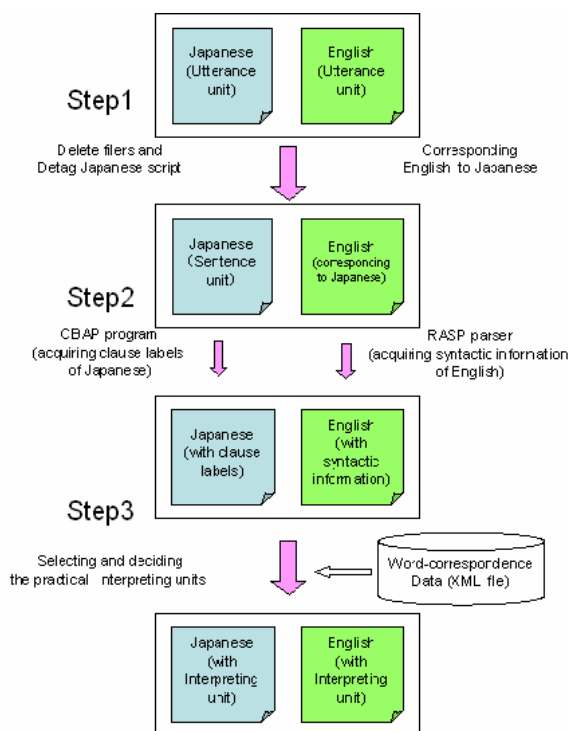 Japanese
(Utterance
unit)
English
(Utterance
unit)
Step1
Delete filers and
Detag Japanese script
Corresponding
English to Japanese
Japanese
(Sentence
unit)
English
(corresponding
to Japanese)
Step2
CBAP program
(acquiring clause labels
of Japanese)
RASP parser
(acquiring syntactic information
of English)
Japanese
(with clause
labels)
English
(with
syntactic
information)
Step3
Selecting and deciding
the practical Interpreting units
Word-correspondence
Data (XML file)
Japanese
(with
Interpreting
unit)
English
(with
Interpreting
unit)